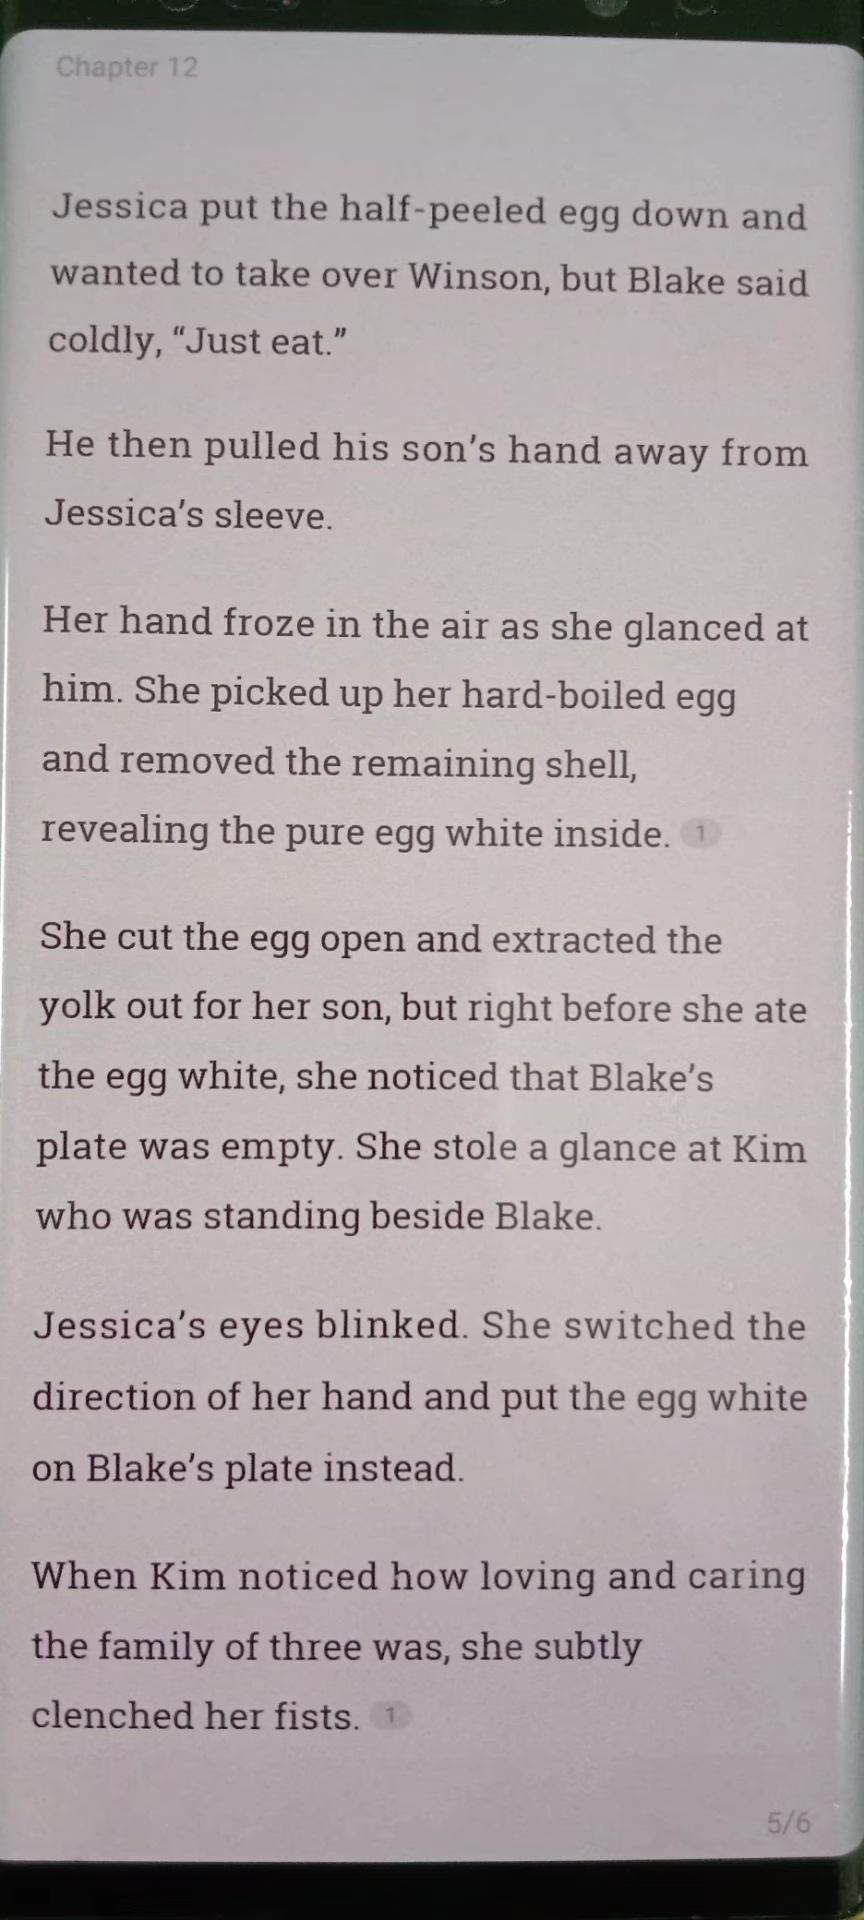 Chapter 12
Jessica put the half-peeled egg down and
wanted to take over Winson, but Blake said
coldly, “Just eat.”
He then pulled his son’s hand away from
Jessica’s sleeve.
Her hand froze in the air as she glanced at
him. She picked up her hard-boiled egg
and removed the remaining shell,
revealing the pure egg white inside. 1
She cut the egg open and extracted the
yolk out for her son, but right before she ate
the egg white, she noticed that Blake’s
plate was empty. She stole a glance at Kim
who was standing beside Blake.
Jessica’s eyes blinked. She switched the
direction of her hand and put the egg white
on Blake’s plate instead.
When Kim noticed how loving and caring
the family of three was, she subtly
clenched her fists. 1
5/6